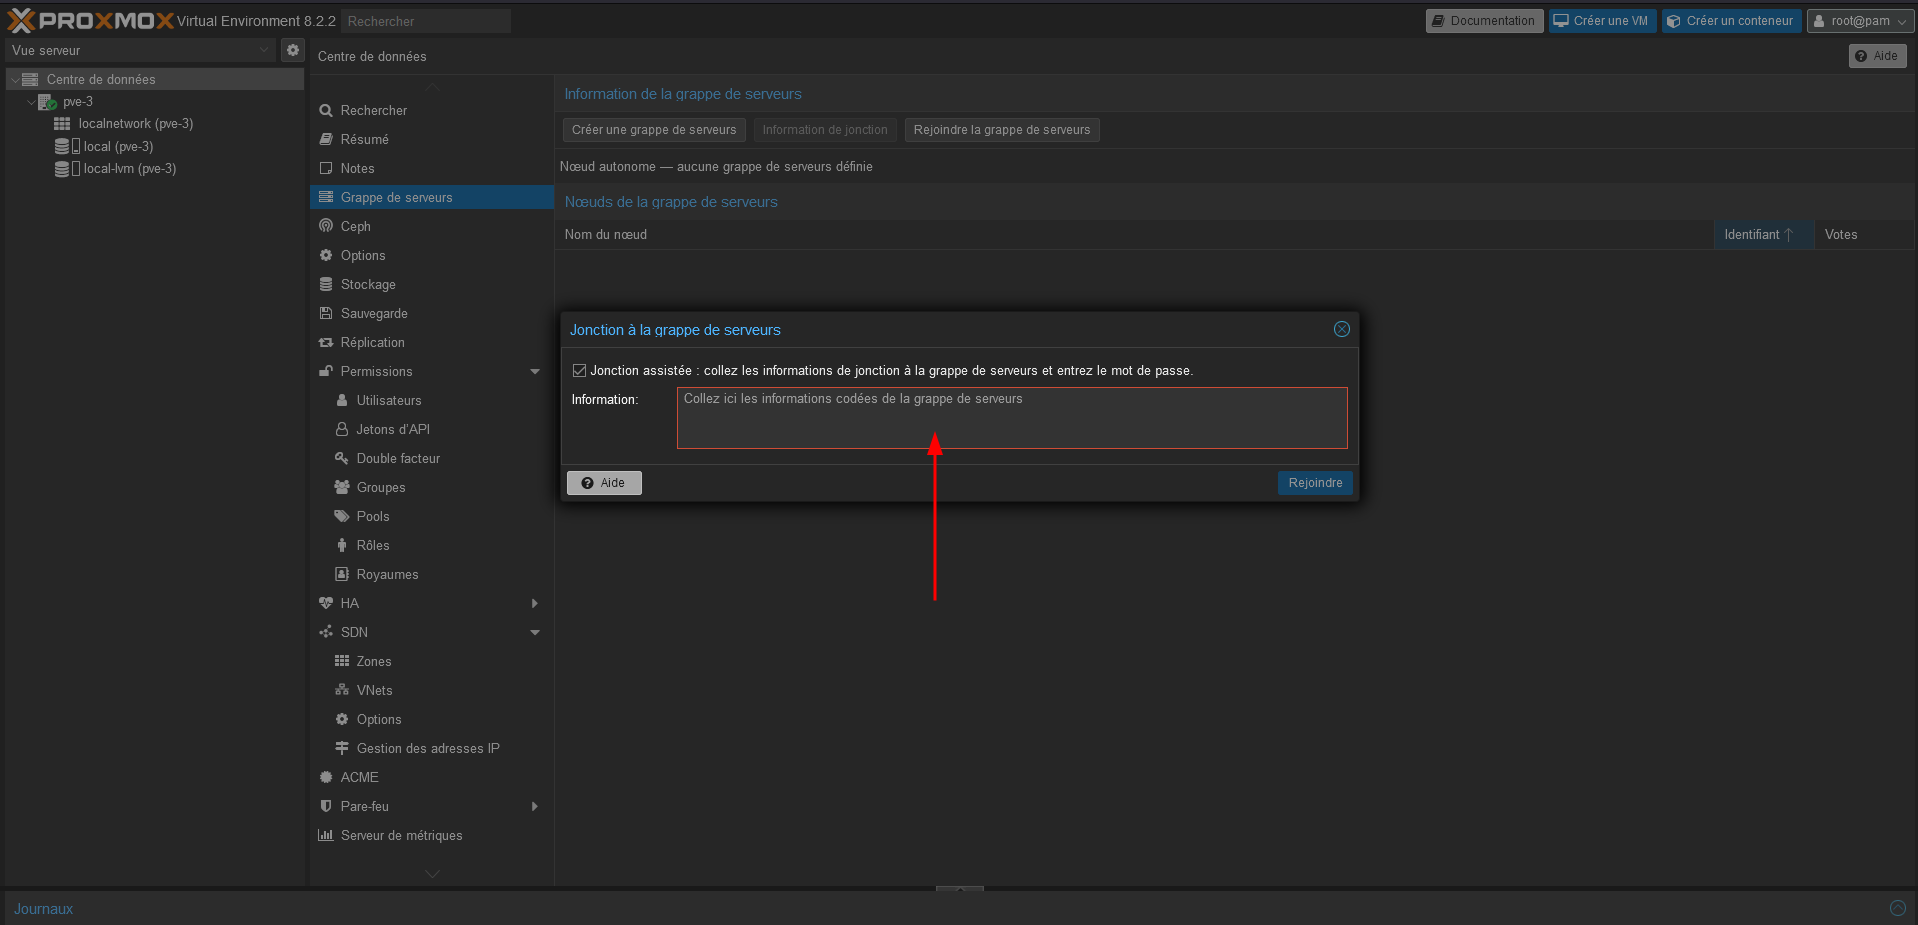 PROXMOX Virtual Environment 8.2.2 Rechercher Documentation Créer une VM Créer un conteneur root@pam
Vue serveur
Centre de données
pve-3
localnetwork (pve-3)
local (pve-3)
local-lvm (pve-3)
Centre de données Aide
Rechercher
Résumé
Notes
Grappe de serveurs
Ceph
Options
Stockage
Sauvegarde
Réplication
Permissions
Utilisateurs
Jetons d'API
Double facteur
Groupes
Pools
Rôles
Royaumes
HA
SDN
Zones
VNets
Options
Gestion des adresses IP
ACME
Pare-feu
Serveur de métriques
Information de la grappe de serveurs
Créer une grappe de serveurs Information de jonction Rejoindre la grappe de serveurs
Nœud autonome — aucune grappe de serveurs définie
Nœuds de la grappe de serveurs
Nom du nœud Identifiant Votes
Jonction à la grappe de serveurs
Jonction assistée : collez les informations de jonction à la grappe de serveurs et entrez le mot de passe.
Information: Collez ici les informations codées de la grappe de serveurs
Aide Rejoindre
Journaux